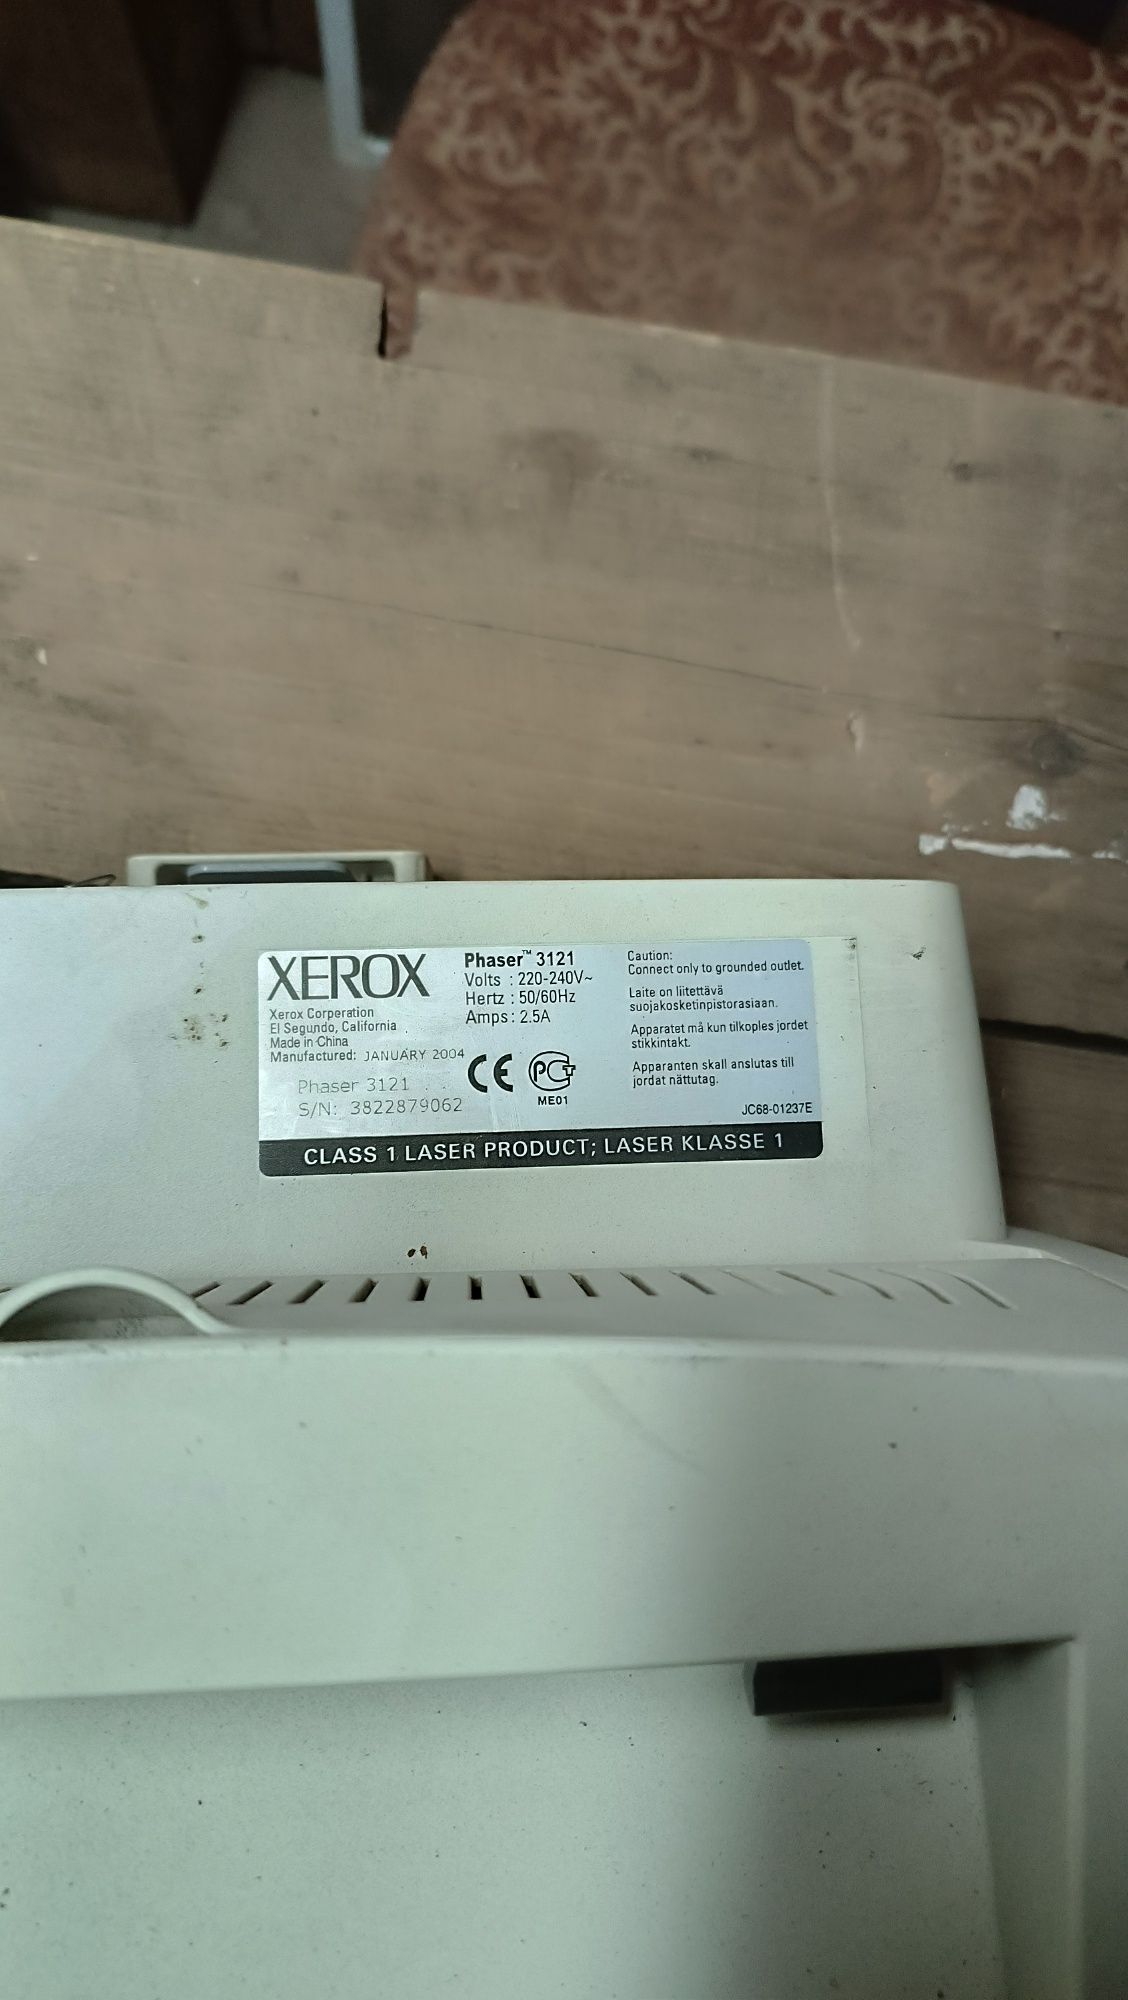 XEROX
Xerox Corporation
El Segundo, California
Made in China
Manufactured: JANUARY 2004
Phaser 3121
S/N: 3822879062
Phaser™ 3121
Volts : 220-240V~
Hertz : 50/60Hz
Amps : 2.5A
CE
PCT
ME01
Caution:
Connect only to grounded outlet.
Laite on liitettävä
suojakosketinpistorasiaan.
Apparatet må kun tilkoples jordet
stikkintakt.
Apparanten skall anslutas till
jordat nättutag.
JC68-01237E
CLASS 1 LASER PRODUCT; LASER KLASSE 1